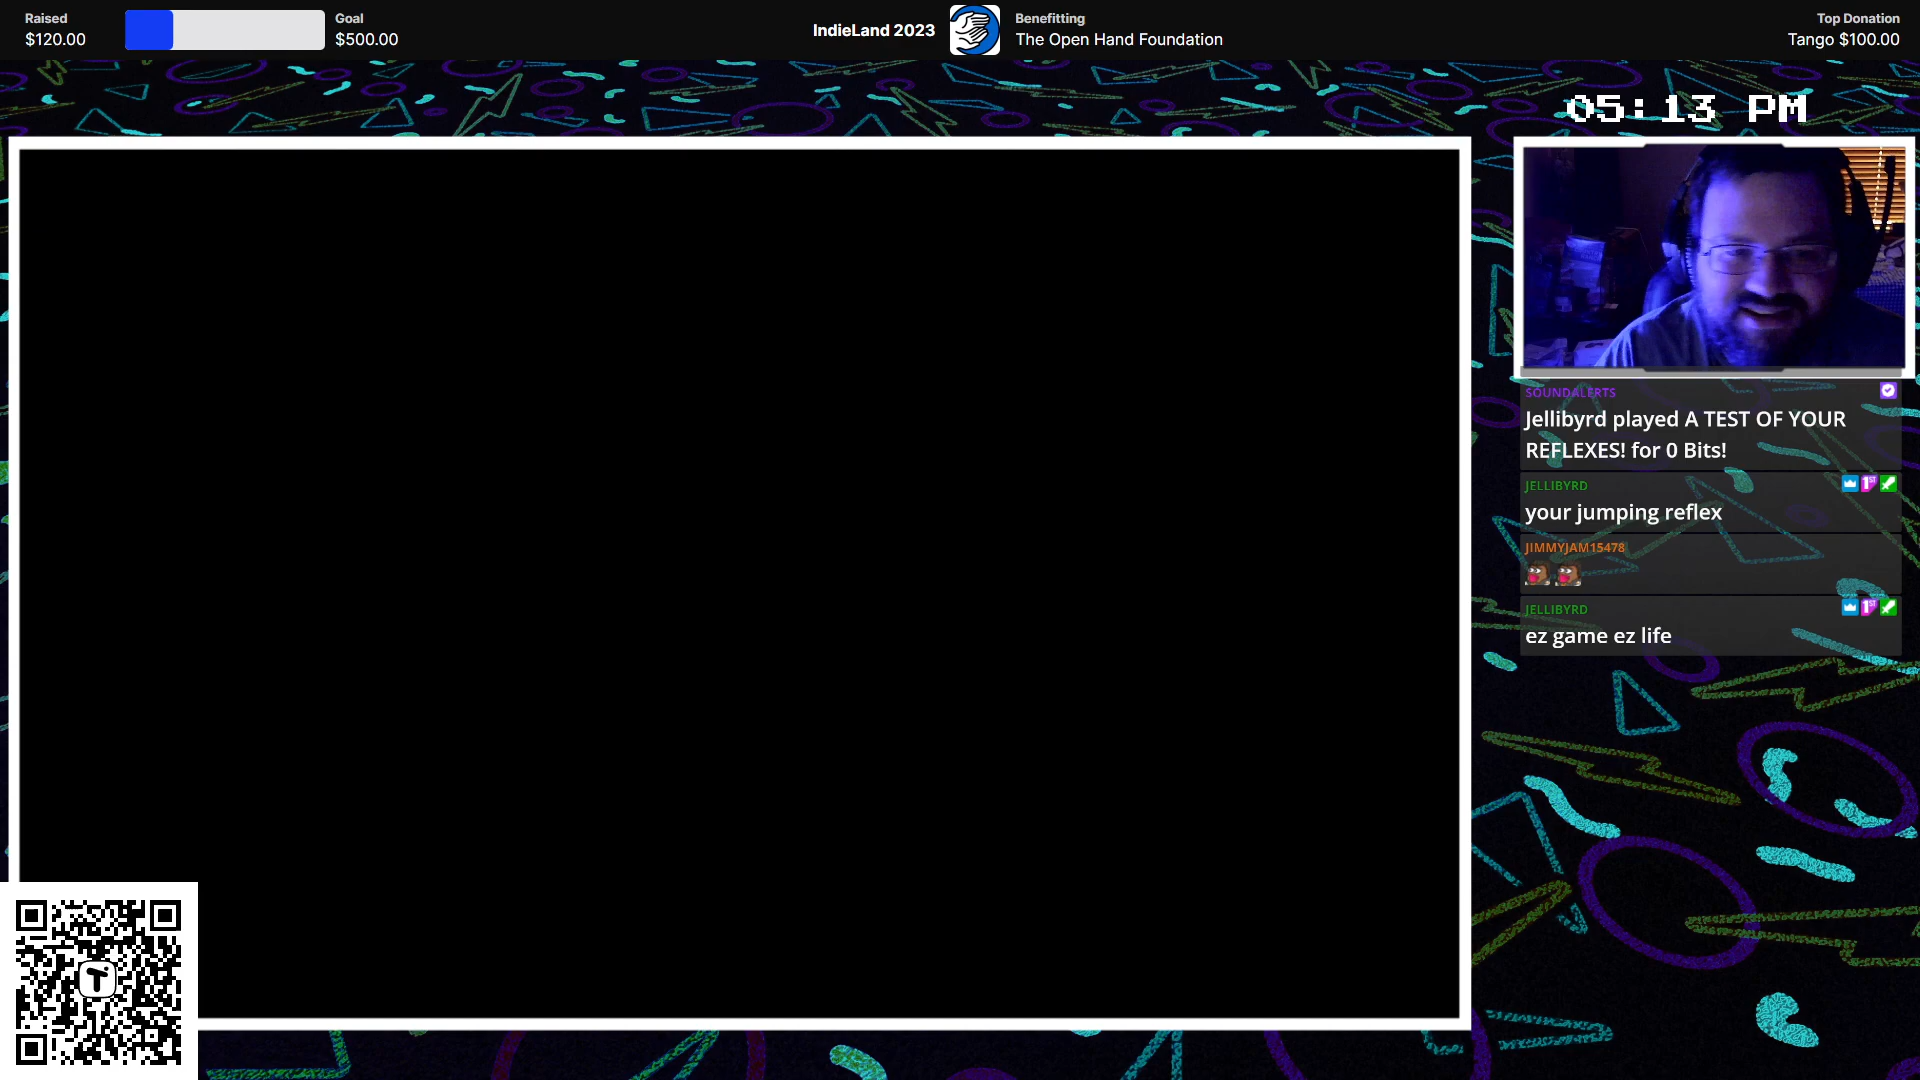 Raised
$120.00
Goal
$500.00
IndieLand 2023
Benefitting
The Open Hand Foundation
Top Donation
Tango $100.00
05:13 PM
SOUNDALERTS
Jellibyrd played A TEST OF YOUR
REFLEXES! for 0 Bits!
JELLIBYRD
1ST
your jumping reflex
JIMMYJAM15478
JELLIBYRD
1ST
ez game ez life
T